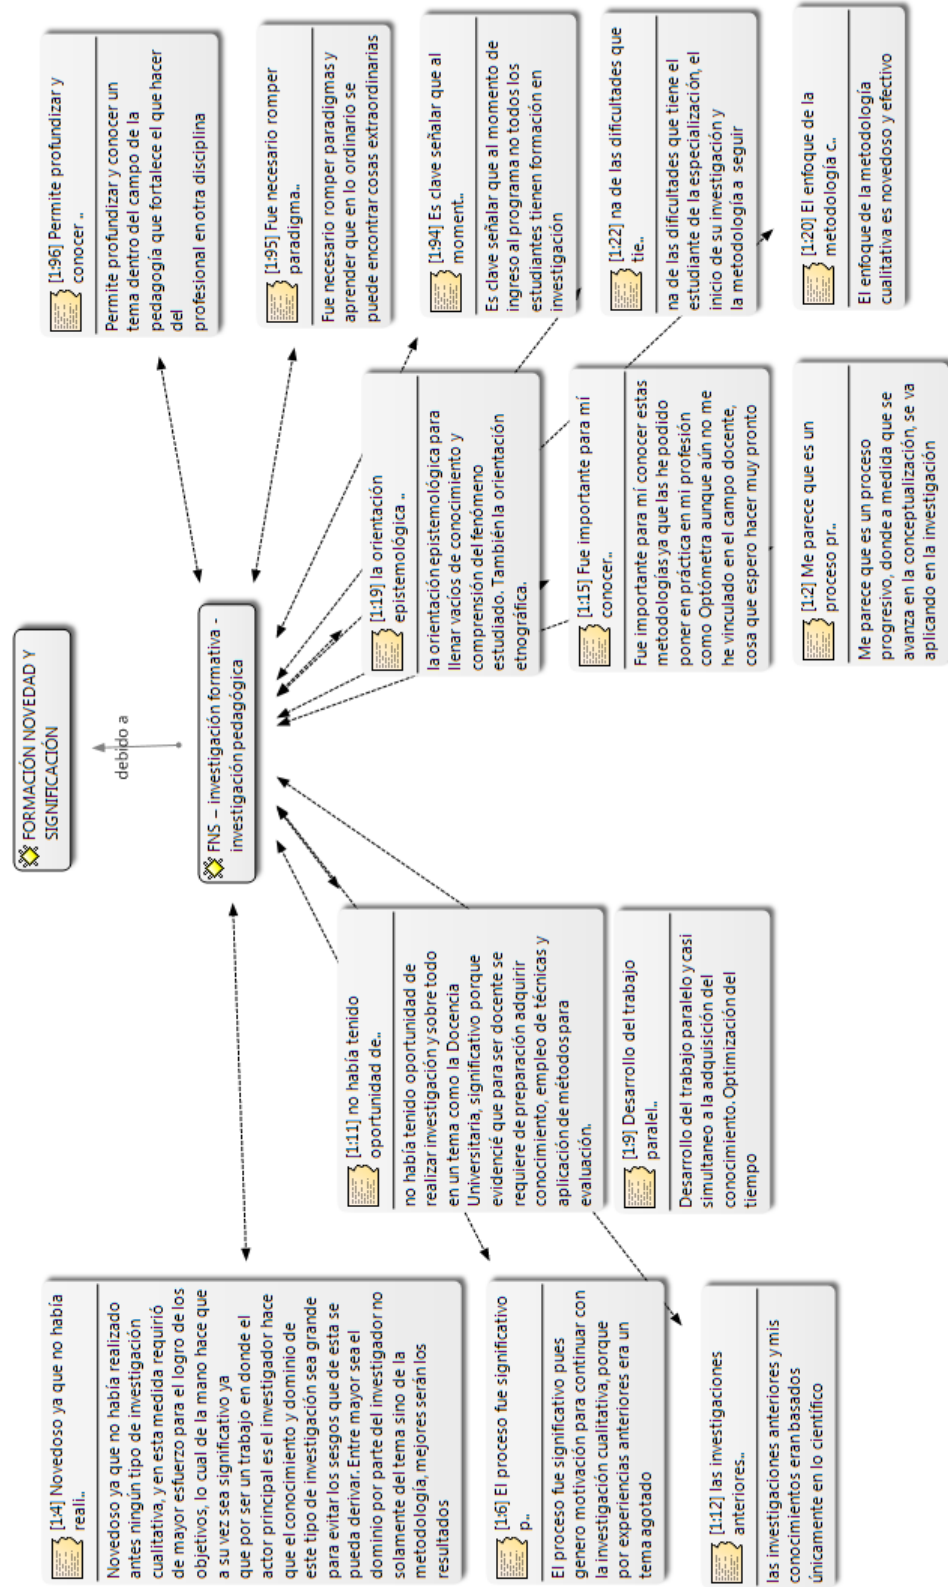 FORMACIÓN NOVEDAD Y
SIGNIFICACIÓN
debido a
FNS – investigación formativa -
investigación pedagógica
[1:4] Novedoso ya que no había
reali..
Novedoso ya que no había realizado
antes ningún tipo de investigación
cualitativa, y en esta medida requirió
de mayor esfuerzo para el logro de los
objetivos, lo cual de la mano hace que
a su vez sea significativo ya
que por ser un trabajo en donde el
actor principal es el investigador hace
que el conocimiento y dominio de
este tipo de investigación sea grande
para evitar los sesgos que de esta se
pueda derivar. Entre mayor sea el
dominio por parte del investigador no
solamente del tema sino de la
metodología, mejores serán los
resultados
[1:6] El proceso fue significativo
p..
El proceso fue significativo pues
genero motivación para continuar con
la investigación cualitativa, porque
por experiencias anteriores era un
tema agotado
[1:12] las investigaciones
anteriores..
las investigaciones anteriores y mis
conocimientos eran basados
únicamente en lo científico
[1:11] no había tenido
oportunidad de..
no había tenido oportunidad de
realizar investigación y sobre todo
en un tema como la Docencia
Universitaria, significativo porque
evidencié que para ser docente se
requiere de preparación adquirir
conocimiento, empleo de técnicas y
aplicación de métodos para
evaluación.
[1:9] Desarrollo del trabajo
paralel..
Desarrollo del trabajo paralelo y casi
simultaneo a la adquisición del
conocimiento. Optimización del
tiempo
[1:19] la orientación
epistemológica ..
la orientación epistemológica para
llenar vacíos de conocimiento y
comprensión del fenómeno
estudiado. También la orientación
etnográfica.
[1:15] Fue importante para mí
conocer..
Fue importante para mí conocer estas
metodologías ya que las he podido
poner en práctica en mi profesión
como Optómetra aunque aún no me
he vinculado en el campo docente,
cosa que espero hacer muy pronto
[1:2] Me parece que es un
proceso pr..
Me parece que es un proceso
progresivo, donde a medida que se
avanza en la conceptualización, se va
aplicando en la investigación
[1:96] Permite profundizar y
conocer ..
Permite profundizar y conocer un
tema dentro del campo de la
pedagogía que fortalece el que hacer
del
profesional en otra disciplina
[1:95] Fue necesario romper
paradigma..
Fue necesario romper paradigmas y
aprender que en lo ordinario se
puede encontrar cosas extraordinarias
[1:94] Es clave señalar que al
moment..
Es clave señalar que al momento de
ingreso al programa no todos los
estudiantes tienen formación en
investigación
[1:22] na de las dificultades que
tie..
na de las dificultades que tiene el
estudiante de la especialización, el
inicio de su investigación y
la metodología a seguir
[1:20] El enfoque de la
metodología c..
El enfoque de la metodología
cualitativa es novedoso y efectivo